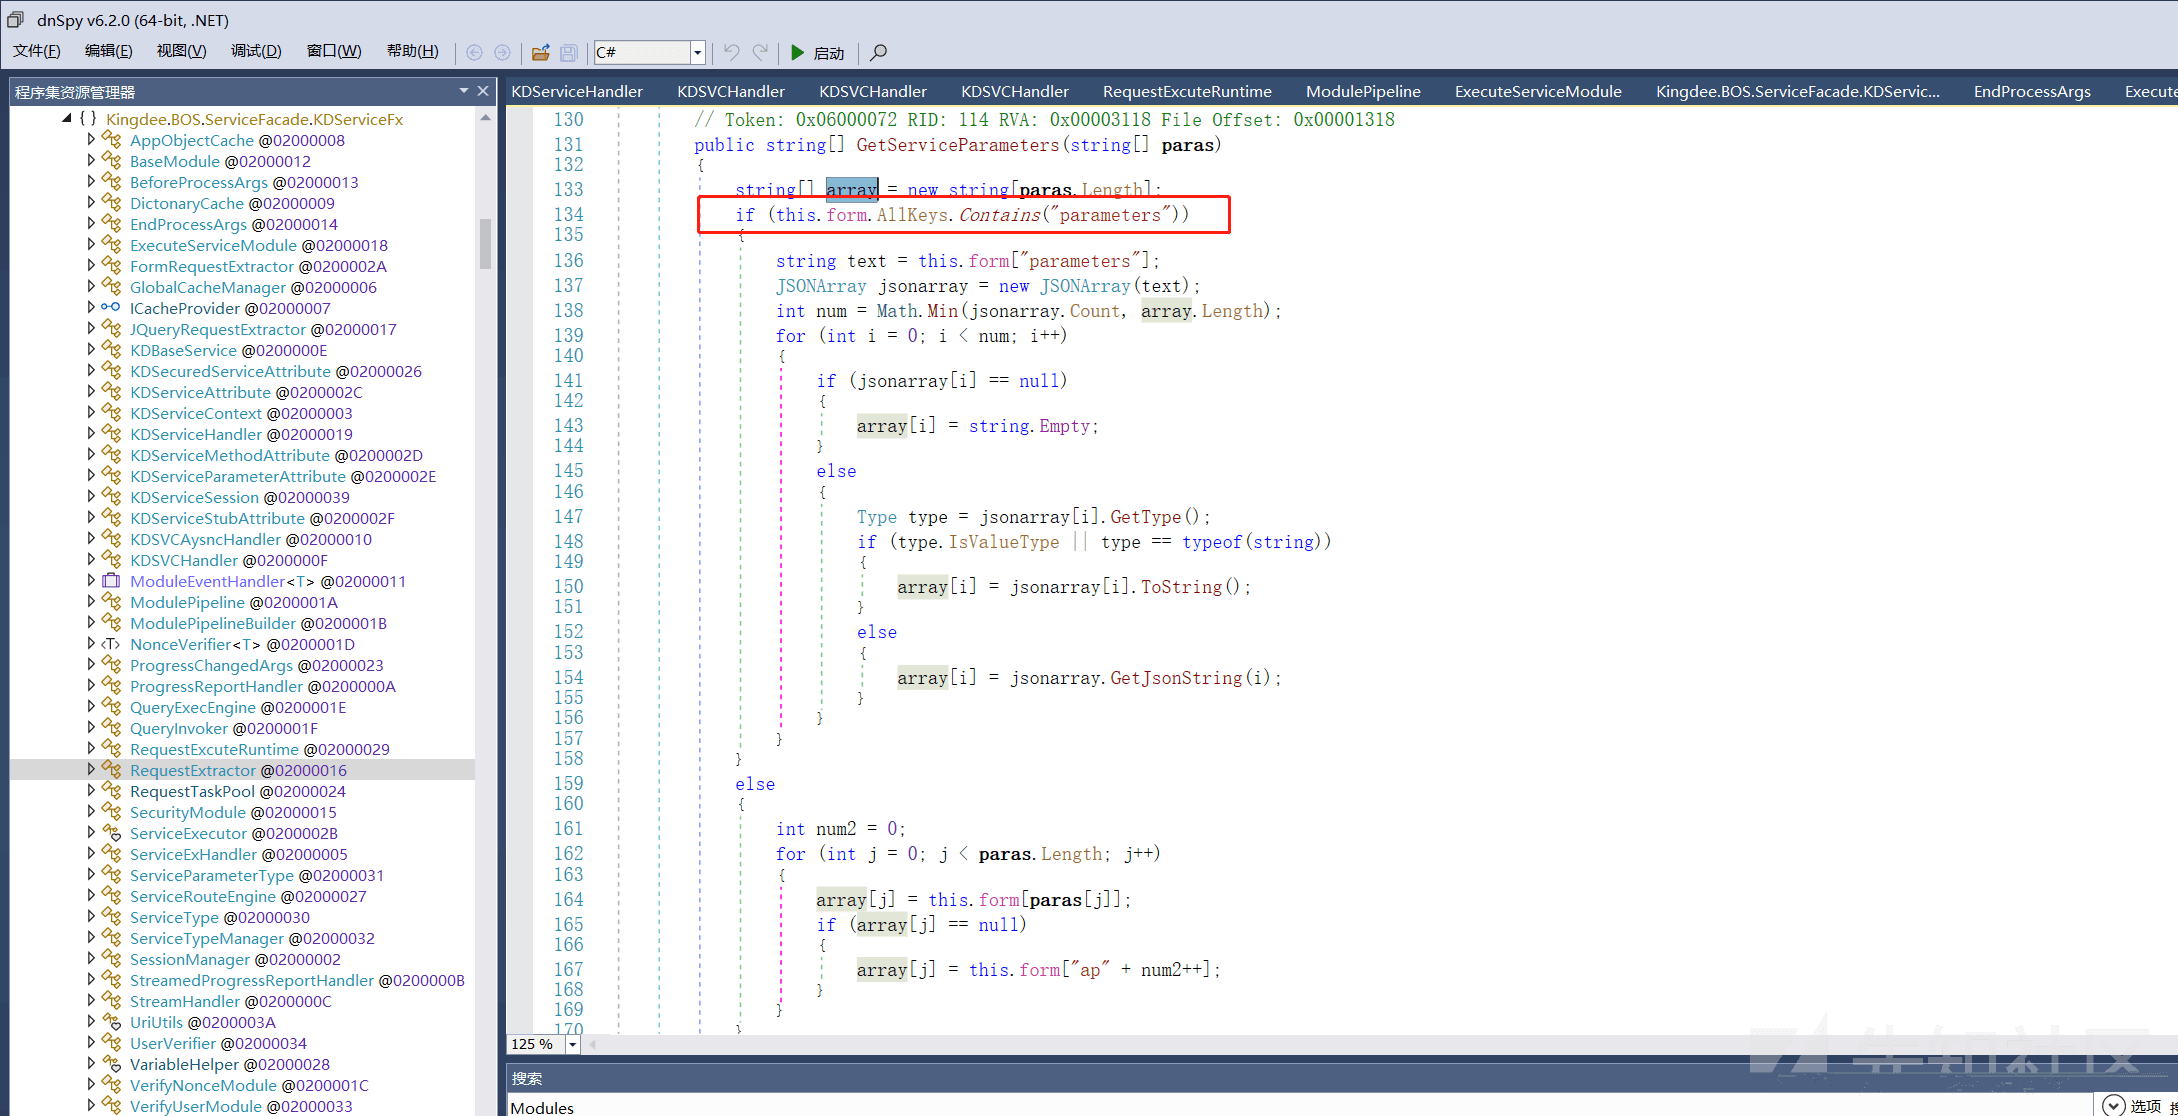 dnSpy v6.2.0 (64-bit, .NET)
文件(F) 编辑(E) 视图(V) 调试(D) 窗口(W) 帮助(H) C# 启动
程序集资源管理器
{ } Kingdee.BOS.ServiceFacade.KDServiceFx
AppObjectCache @02000008
BaseModule @02000012
BeforeProcessArgs @02000013
DictonaryCache @02000009
EndProcessArgs @02000014
ExecuteServiceModule @02000018
FormRequestExtractor @0200002A
GlobalCacheManager @02000006
ICacheProvider @02000007
JQueryRequestExtractor @02000017
KDBaseService @0200000E
KDSecuredServiceAttribute @02000026
KDServiceAttribute @0200002C
KDServiceContext @02000003
KDServiceHandler @02000019
KDServiceMethodAttribute @0200002D
KDServiceParameterAttribute @0200002E
KDServiceSession @02000039
KDServiceStubAttribute @0200002F
KDSVCAysncHandler @02000010
KDSVCHandler @0200000F
ModuleEventHandler<T> @02000011
ModulePipeline @0200001A
ModulePipelineBuilder @0200001B
<T> NonceVerifier<T> @0200001D
ProgressChangedArgs @02000023
ProgressReportHandler @0200000A
QueryExecEngine @0200001E
QueryInvoker @0200001F
RequestExcuteRuntime @02000029
RequestExtractor @02000016
RequestTaskPool @02000024
SecurityModule @02000015
ServiceExecutor @0200002B
ServiceExHandler @02000005
ServiceParameterType @02000031
ServiceRouteEngine @02000027
ServiceType @02000030
ServiceTypeManager @02000032
SessionManager @02000002
StreamedProgressReportHandler @0200000B
StreamHandler @0200000C
UriUtils @0200003A
UserVerifier @02000034
VariableHelper @02000028
VerifyNonceModule @0200001C
VerifyUserModule @02000033
KDServiceHandler KDSVCHandler KDSVCHandler KDSVCHandler RequestExcuteRuntime ModulePipeline ExecuteServiceModule Kingdee.BOS.ServiceFacade.KDServic... EndProcessArgs Execute
130 // Token: 0x06000072 RID: 114 RVA: 0x00003118 File Offset: 0x00001318
131 public string[] GetServiceParameters(string[] paras)
132 {
133 string[] array = new string[paras.Length];
134 if (this.form.AllKeys.Contains("parameters"))
135 {
136 string text = this.form["parameters"];
137 JSONArray jsonarray = new JSONArray(text);
138 int num = Math.Min(jsonarray.Count, array.Length);
139 for (int i = 0; i < num; i++)
140 {
141 if (jsonarray[i] == null)
142 {
143 array[i] = string.Empty;
144 }
145 else
146 {
147 Type type = jsonarray[i].GetType();
148 if (type.IsValueType || type == typeof(string))
149 {
150 array[i] = jsonarray[i].ToString();
151 }
152 else
153 {
154 array[i] = jsonarray.GetJsonString(i);
155 }
156 }
157 }
158 }
159 else
160 {
161 int num2 = 0;
162 for (int j = 0; j < paras.Length; j++)
163 {
164 array[j] = this.form[paras[j]];
165 if (array[j] == null)
166 {
167 array[j] = this.form["ap" + num2++];
168 }
169 }
170 }
125 %
搜索
Modules
选项 搜
先知社区